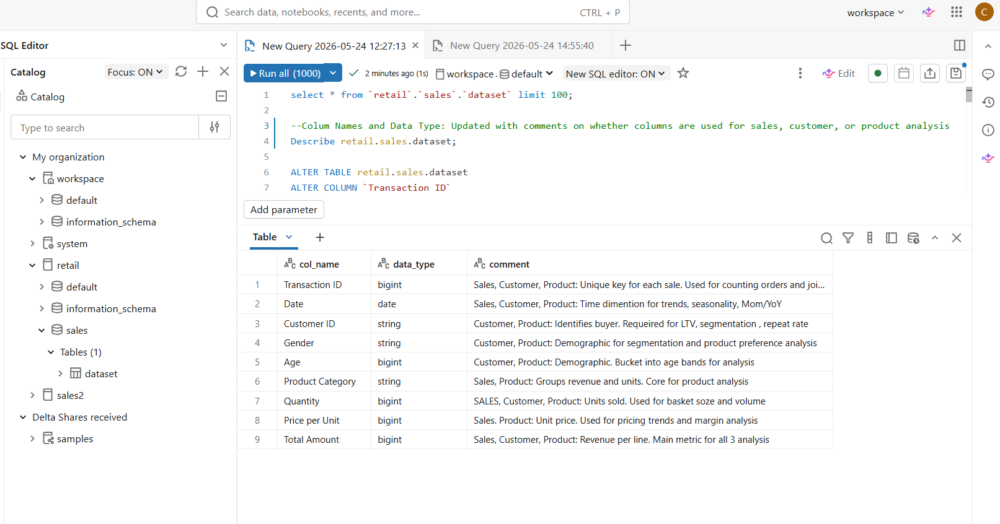 Search data, notebooks, recents, and more...
CTRL + P
workspace
C
SQL Editor
New Query 2026-05-24 12:27:13
New Query 2026-05-24 14:55:40
Catalog
Focus: ON
Run all (1000)
2 minutes ago (1s)
workspace.
default
New SQL editor: ON
Edit
Catalog
Type to search
My organization
workspace
default
information_schema
system
retail
default
information_schema
sales
Tables (1)
dataset
sales2
Delta Shares received
samples
1 select * from `retail`.`sales`.`dataset` limit 100;
2
3 --Colum Names and Data Type: Updated with comments on whether columns are used for sales, customer, or product analysis
4 Describe retail.sales.dataset;
5
6 ALTER TABLE retail.sales.dataset
7 ALTER COLUMN `Transaction ID`
Add parameter
Table
col_name data_type comment
1 Transaction ID bigint Sales, Customer, Product: Unique key for each sale. Used for counting orders and joi...
2 Date date Sales, Customer, Product: Time dimention for trends, seasonality, Mom/YoY
3 Customer ID string Customer, Product: Identifies buyer. Requeired for LTV, segmentation , repeat rate
4 Gender string Customer, Product: Demographic for segmentation and product preference analysis
5 Age bigint Customer, Product: Demographic. Bucket into age bands for analysis
6 Product Category string Sales, Product: Groups revenue and units. Core for product analysis
7 Quantity bigint SALES, Customer, Product: Units sold. Used for basket soze and volume
8 Price per Unit bigint Sales. Product: Unit price. Used for pricing trends and margin analysis
9 Total Amount bigint Sales, Customer, Product: Revenue per line. Main metric for all 3 analysis